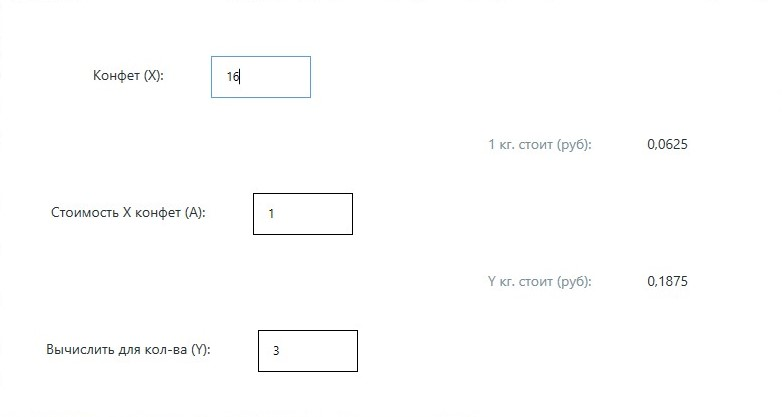 Конфет (X): 16
1 кг. стоит (руб): 0,0625
Стоимость X конфет (A): 1
Y кг. стоит (руб): 0,1875
Вычислить для кол-ва (Y): 3